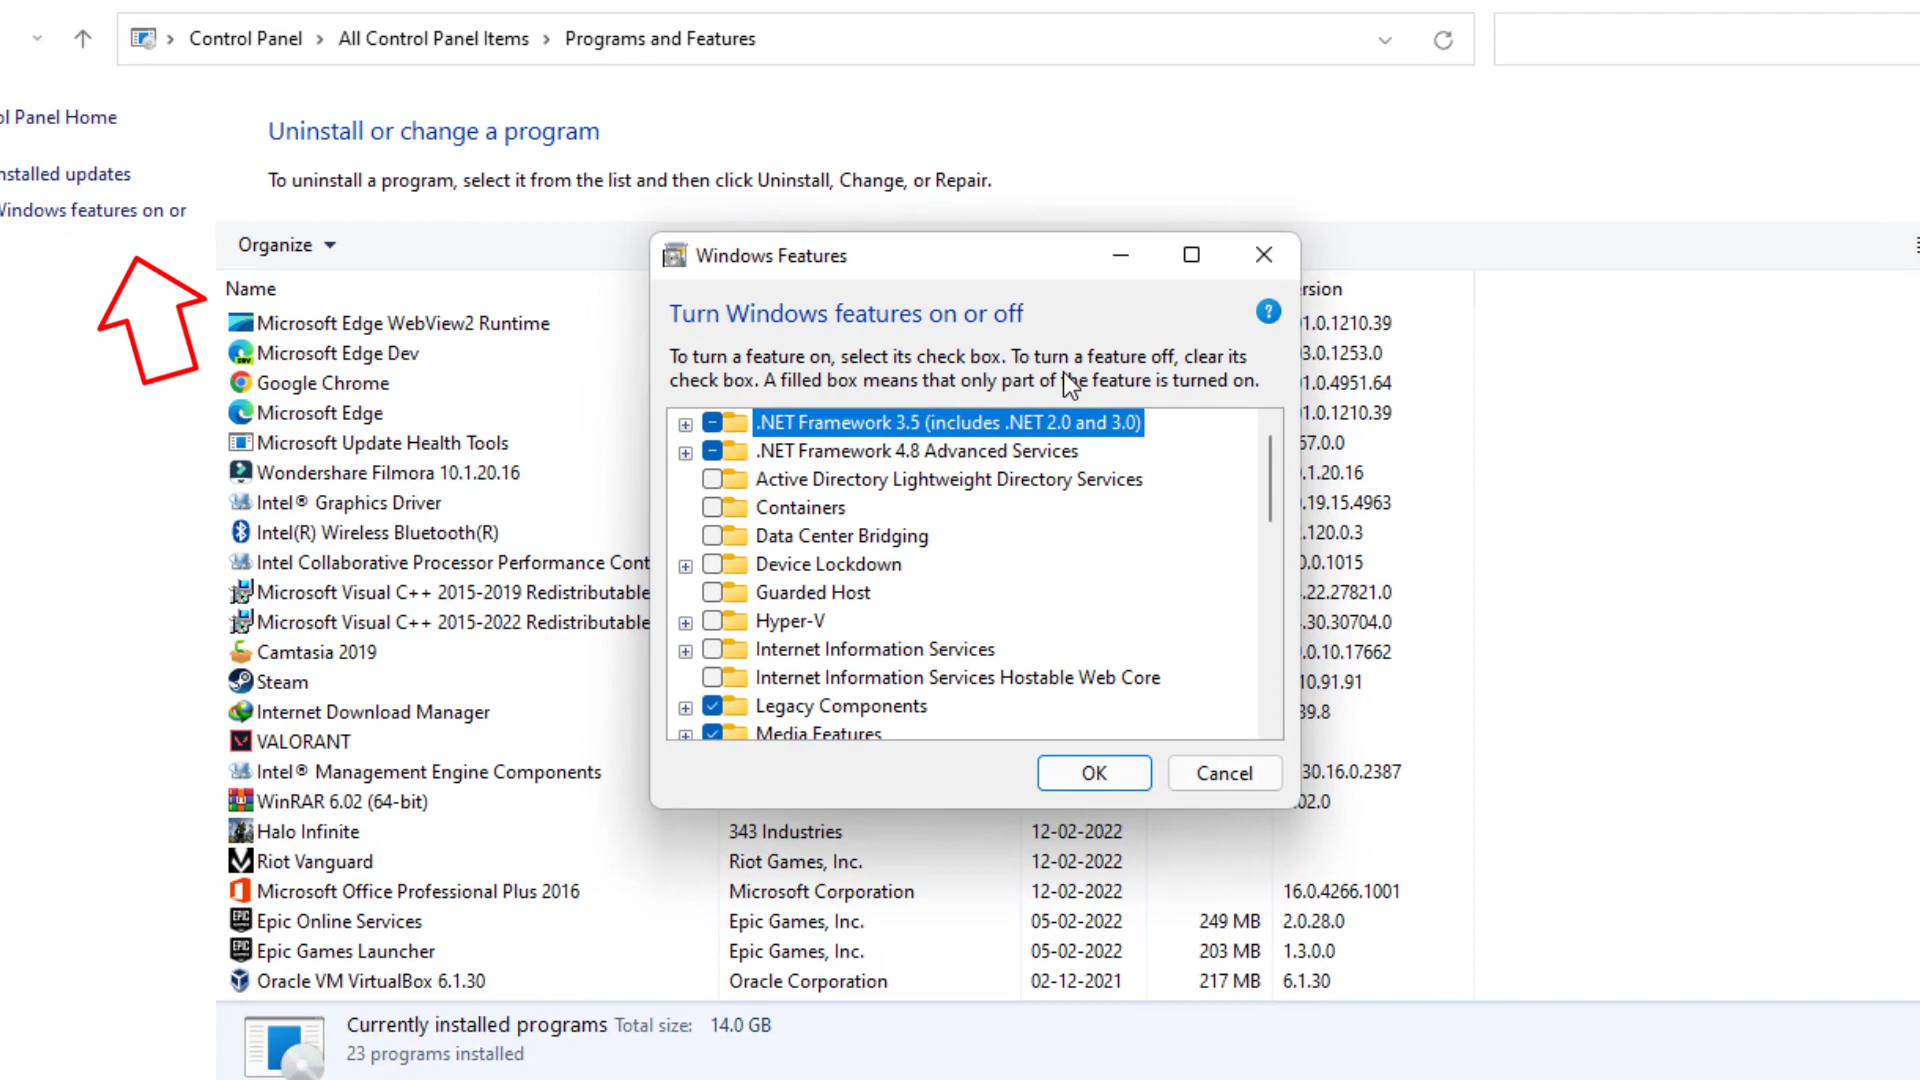 Control Panel > All Control Panel Items > Programs and Features
Panel Home
updates
features on or
Uninstall or change a program
To uninstall a program, select it from the list and then click Uninstall, Change, or Repair.
Organize
Name
Microsoft Edge WebView2 Runtime
1.0.1210.39
Microsoft Edge Dev
3.0.1253.0
Google Chrome
1.0.4951.64
Microsoft Edge
1.0.1210.39
Microsoft Update Health Tools
67.0.0
Wondershare Filmora 10.1.20.16
.1.20.16
Intel® Graphics Driver
.19.15.4963
Intel(R) Wireless Bluetooth(R)
.120.0.3
Intel Collaborative Processor Performance Cont
0.0.1015
Microsoft Visual C++ 2015-2019 Redistributable
.22.27821.0
Microsoft Visual C++ 2015-2022 Redistributable
.30.30704.0
Camtasia 2019
.0.10.17662
Steam
10.91.91
Internet Download Manager
39.8
VALORANT
Intel® Management Engine Components
30.16.0.2387
WinRAR 6.02 (64-bit)
.02.0
Halo Infinite 343 Industries 12-02-2022
Riot Vanguard Riot Games, Inc. 12-02-2022
Microsoft Office Professional Plus 2016 Microsoft Corporation 12-02-2022 16.0.4266.1001
Epic Online Services Epic Games, Inc. 05-02-2022 249 MB 2.0.28.0
Epic Games Launcher Epic Games, Inc. 05-02-2022 203 MB 1.3.0.0
Oracle VM VirtualBox 6.1.30 Oracle Corporation 02-12-2021 217 MB 6.1.30
Currently installed programs Total size: 14.0 GB
23 programs installed
Windows Features
Turn Windows features on or off
To turn a feature on, select its check box. To turn a feature off, clear its
check box. A filled box means that only part of the feature is turned on.
.NET Framework 3.5 (includes .NET 2.0 and 3.0)
.NET Framework 4.8 Advanced Services
Active Directory Lightweight Directory Services
Containers
Data Center Bridging
Device Lockdown
Guarded Host
Hyper-V
Internet Information Services
Internet Information Services Hostable Web Core
Legacy Components
Media Features
OK Cancel